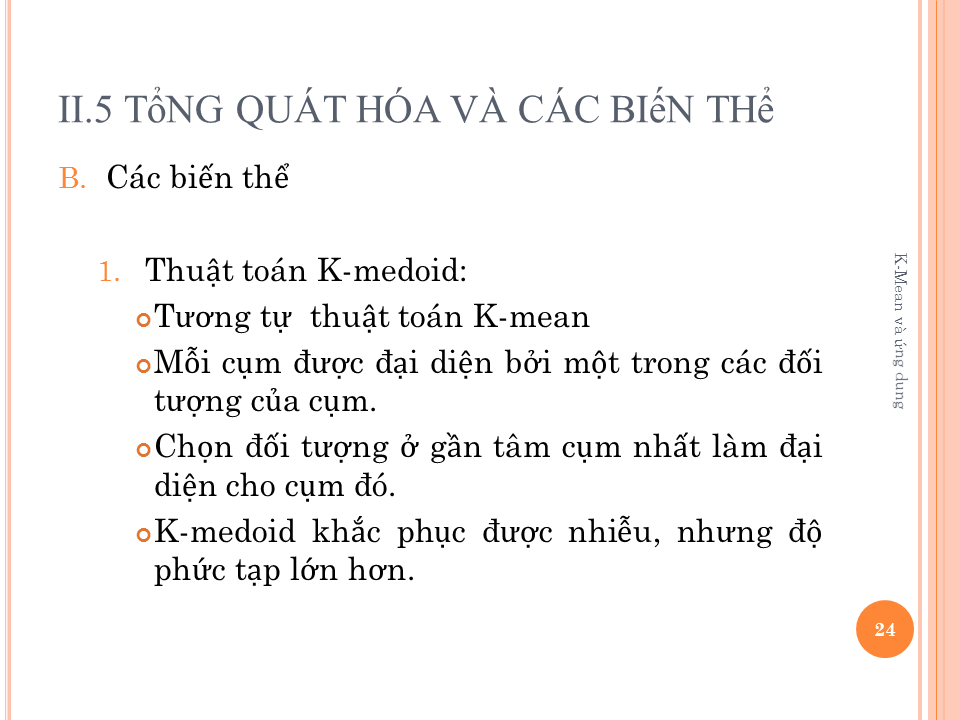 II.5 TổNG QUÁT HÓA VÀ CÁC BIếN THể
B. Các biến thể
1. Thuật toán K-medoid:
Tương tự thuật toán K-mean
Mỗi cụm được đại diện bởi một trong các đối
tượng của cụm.
Chọn đối tượng ở gần tâm cụm nhất làm đại
diện cho cụm đó.
K-medoid khắc phục được nhiễu, nhưng độ
phức tạp lớn hơn.
K-Mean và ứng dung
24